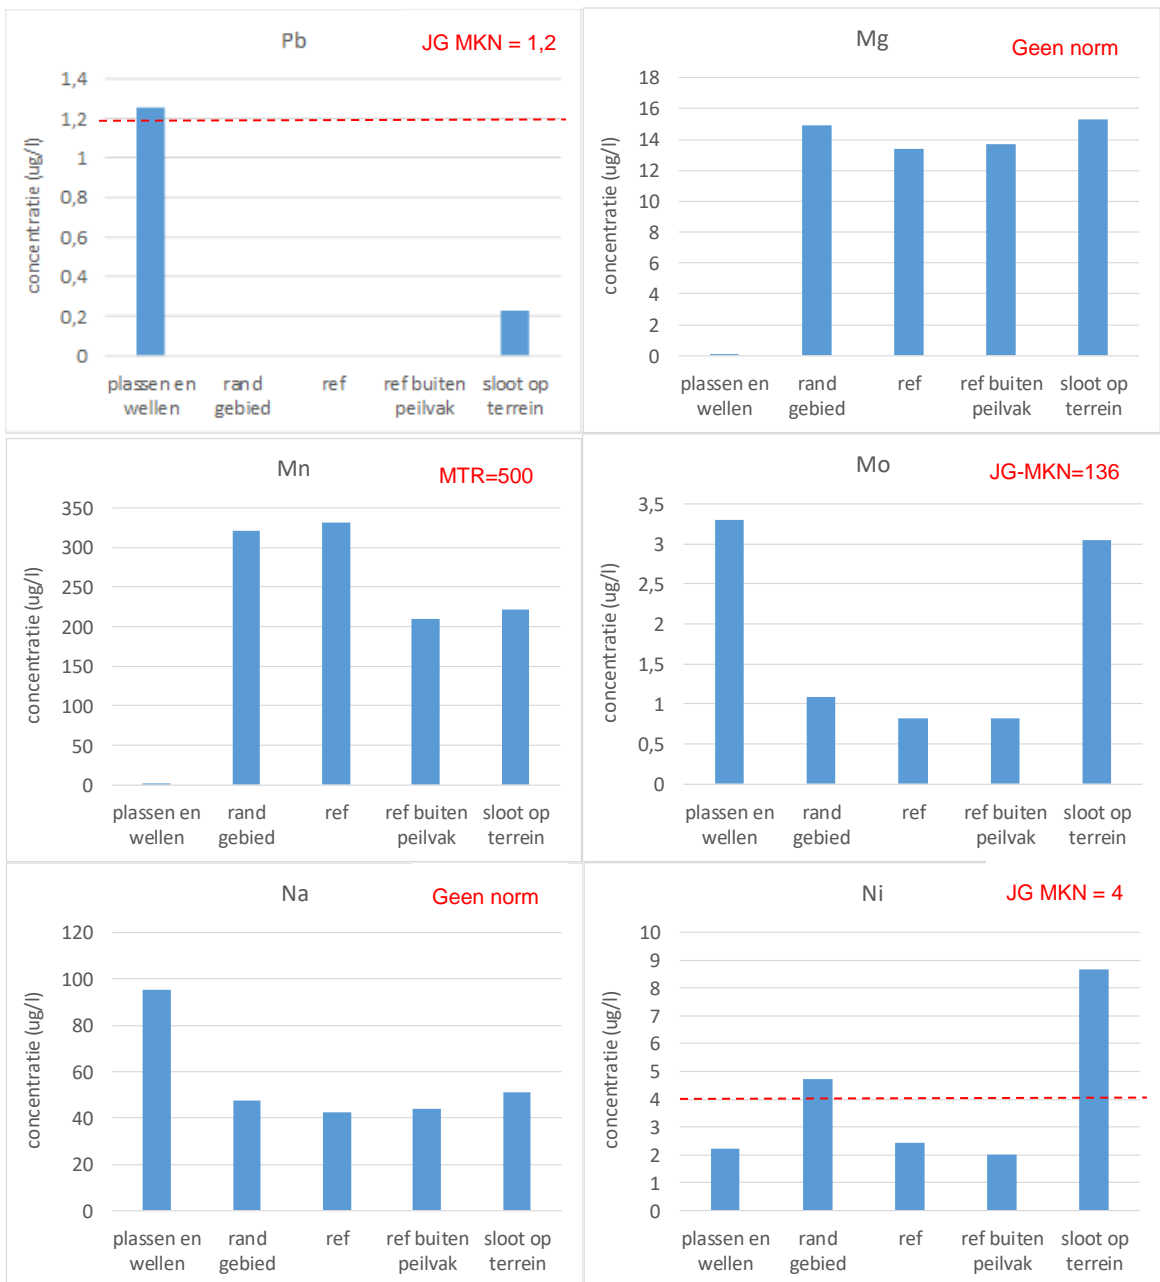 Pb
JG MKN = 1,2
concentratie (ug/l)
1,4
1,2
1
0,8
0,6
0,4
0,2
0
plassen en
wellen
rand
gebied
ref
ref buiten
peilvak
sloot op
terrein
Mg
Geen norm
concentratie (ug/l)
18
16
14
12
10
8
6
4
2
0
plassen en
wellen
rand
gebied
ref
ref buiten
peilvak
sloot op
terrein
Mn
MTR=500
concentratie (ug/l)
350
300
250
200
150
100
50
0
plassen en
wellen
rand
gebied
ref
ref buiten
peilvak
sloot op
terrein
Mo
JG-MKN=136
concentratie (ug/l)
3,5
3
2,5
2
1,5
1
0,5
0
plassen en
wellen
rand
gebied
ref
ref buiten
peilvak
sloot op
terrein
Na
Geen norm
concentratie (ug/l)
120
100
80
60
40
20
0
plassen en
wellen
rand
gebied
ref
ref buiten
peilvak
sloot op
terrein
Ni
JG MKN = 4
concentratie (ug/l)
10
9
8
7
6
5
4
3
2
1
0
plassen en
wellen
rand
gebied
ref
ref buiten
peilvak
sloot op
terrein